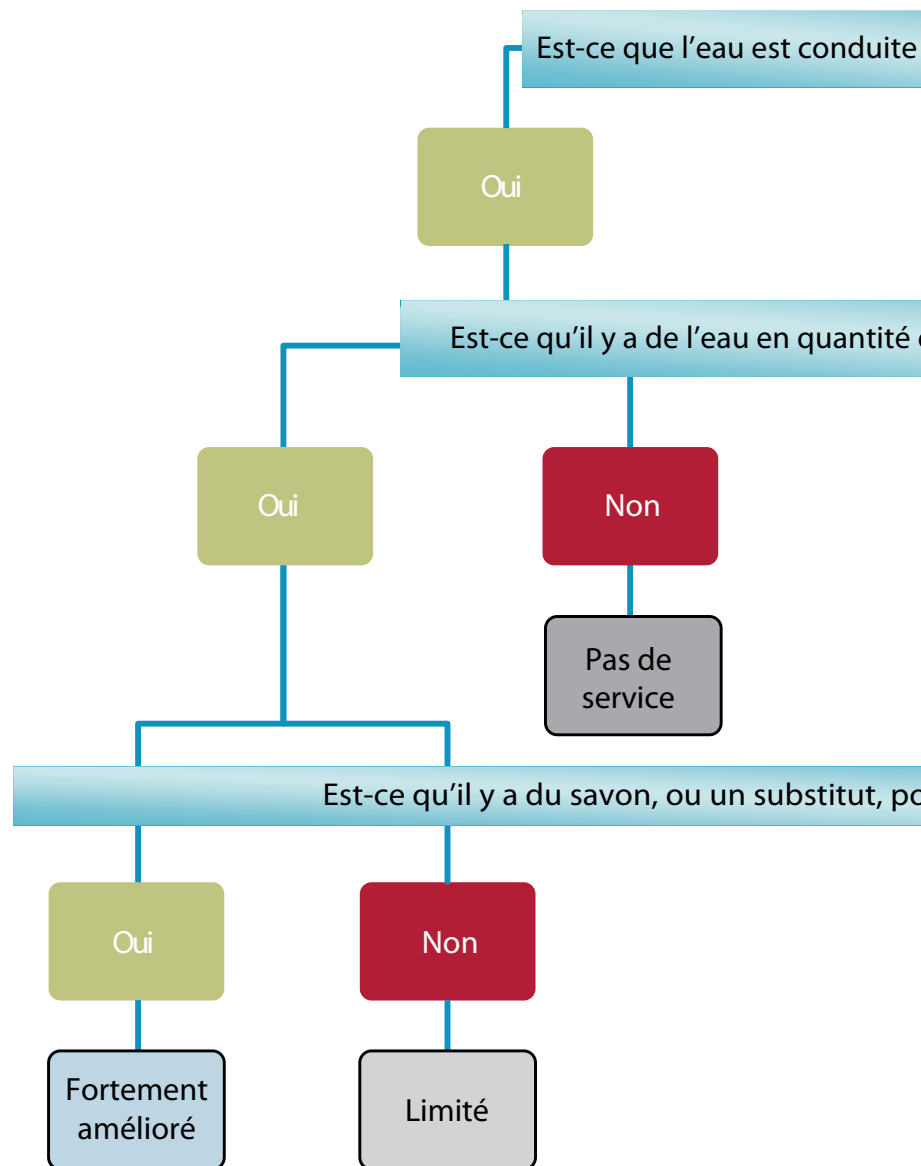 Est-ce que l’eau est conduite
Oui
Est-ce qu’il y a de l’eau en quantité
Oui
Non
Pas de
service
Est-ce qu’il y a du savon, ou un substitut,
Oui
Non
Fortement
amélioré
Limité